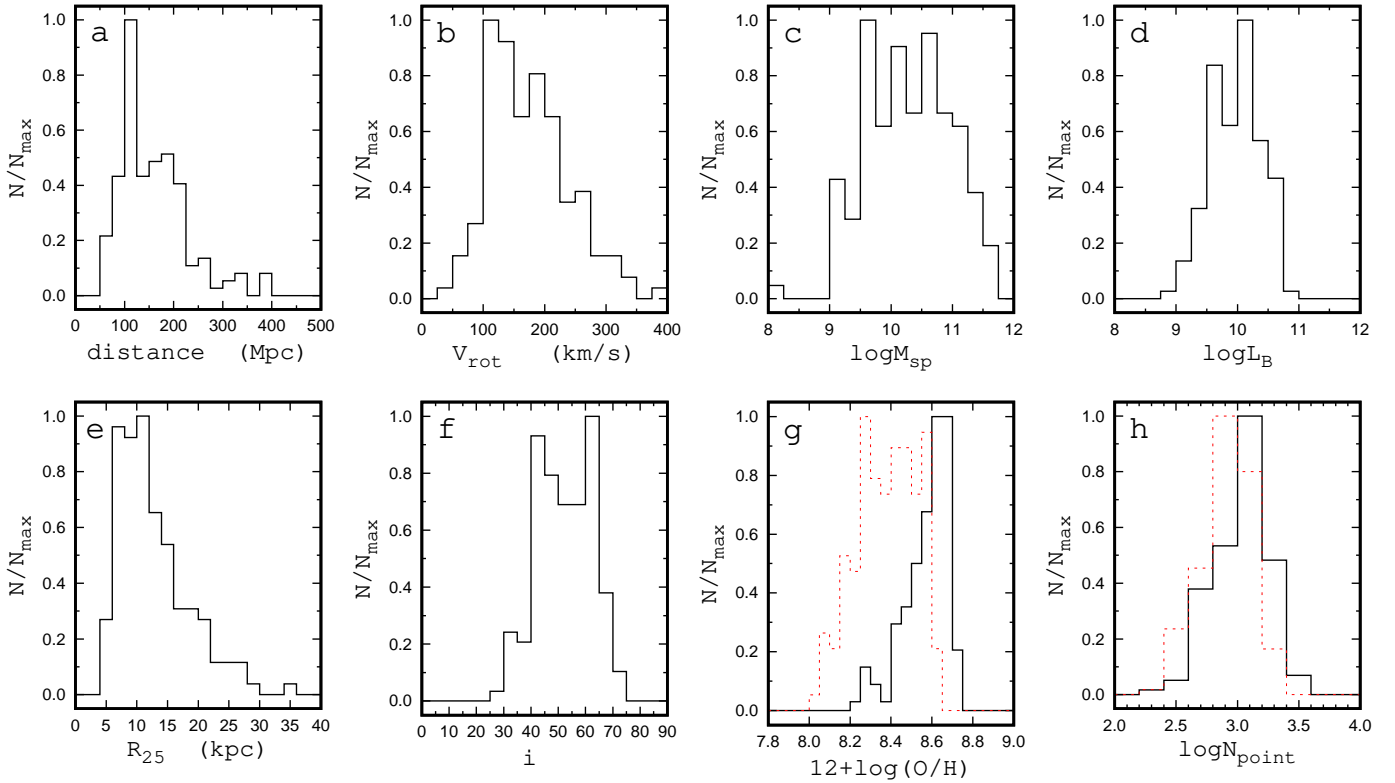 a
N/N_max
1.0
0.8
0.6
0.4
0.2
0.0
0 100 200 300 400 500
distance (Mpc)
b
N/N_max
1.0
0.8
0.6
0.4
0.2
0.0
0 100 200 300 400
V_rot (km/s)
c
N/N_max
1.0
0.8
0.6
0.4
0.2
0.0
8 9 10 11 12
logM_sp
d
N/N_max
1.0
0.8
0.6
0.4
0.2
0.0
8 9 10 11 12
logL_B
e
N/N_max
1.0
0.8
0.6
0.4
0.2
0.0
0 5 10 15 20 25 30 36 40
R_25 (kpc)
f
N/N_max
1.0
0.8
0.6
0.4
0.2
0.0
0 10 20 30 40 50 60 70 80 90
i
g
N/N_max
1.0
0.8
0.6
0.4
0.2
0.0
7.8 8.0 8.2 8.4 8.6 8.8 9.0
12+log(O/H)
h
N/N_max
1.0
0.8
0.6
0.4
0.2
0.0
2.0 2.5 3.0 3.5 4.0
logN_point